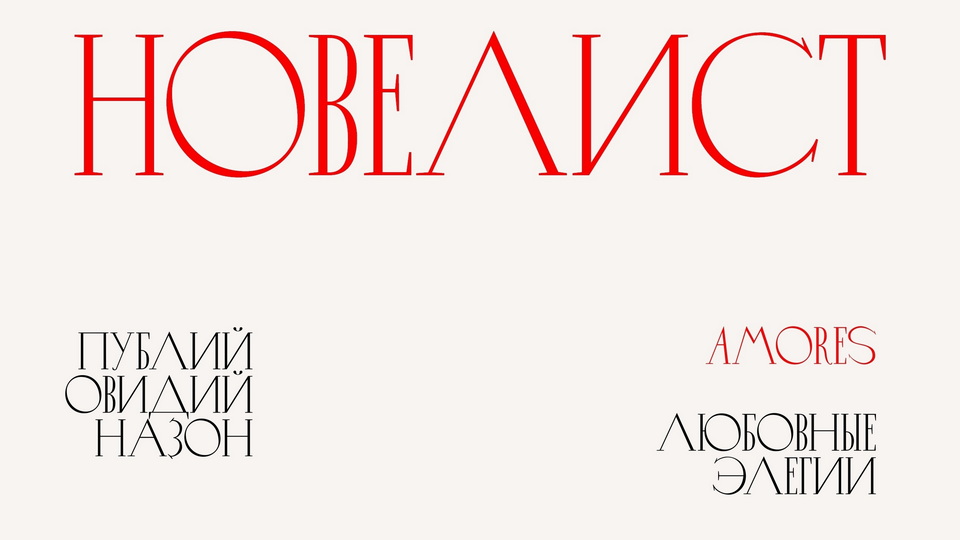 НОВЕЛИСТ
ПУБЛИЙ
ОВИДИЙ
НАЗОН
AMORES
ЛЮБОВНЫЕ
ЭЛЕГИИ